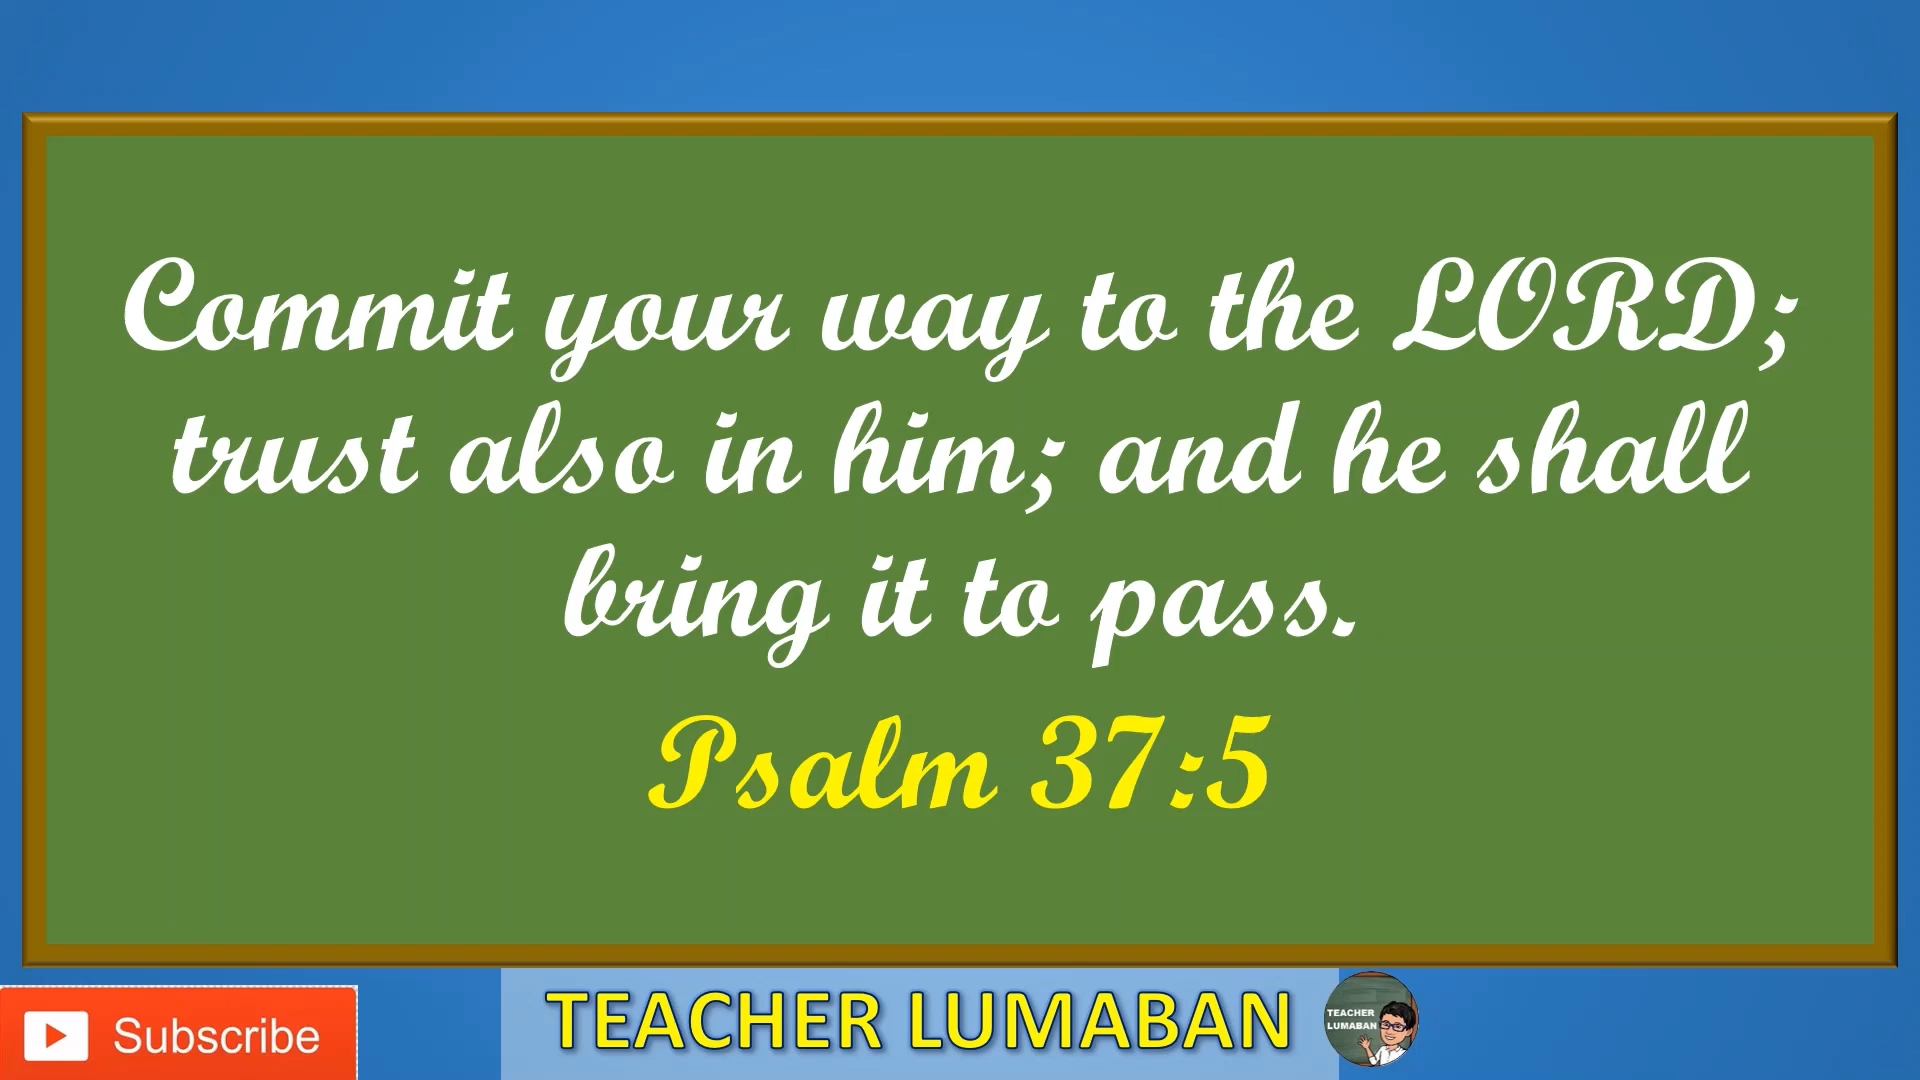 Commit your way to the LORD;
trust also in him; and he shall
bring it to pass.
Psalm 37:5
Subscribe
TEACHER LUMABAN
TEACHER
LUMABAN